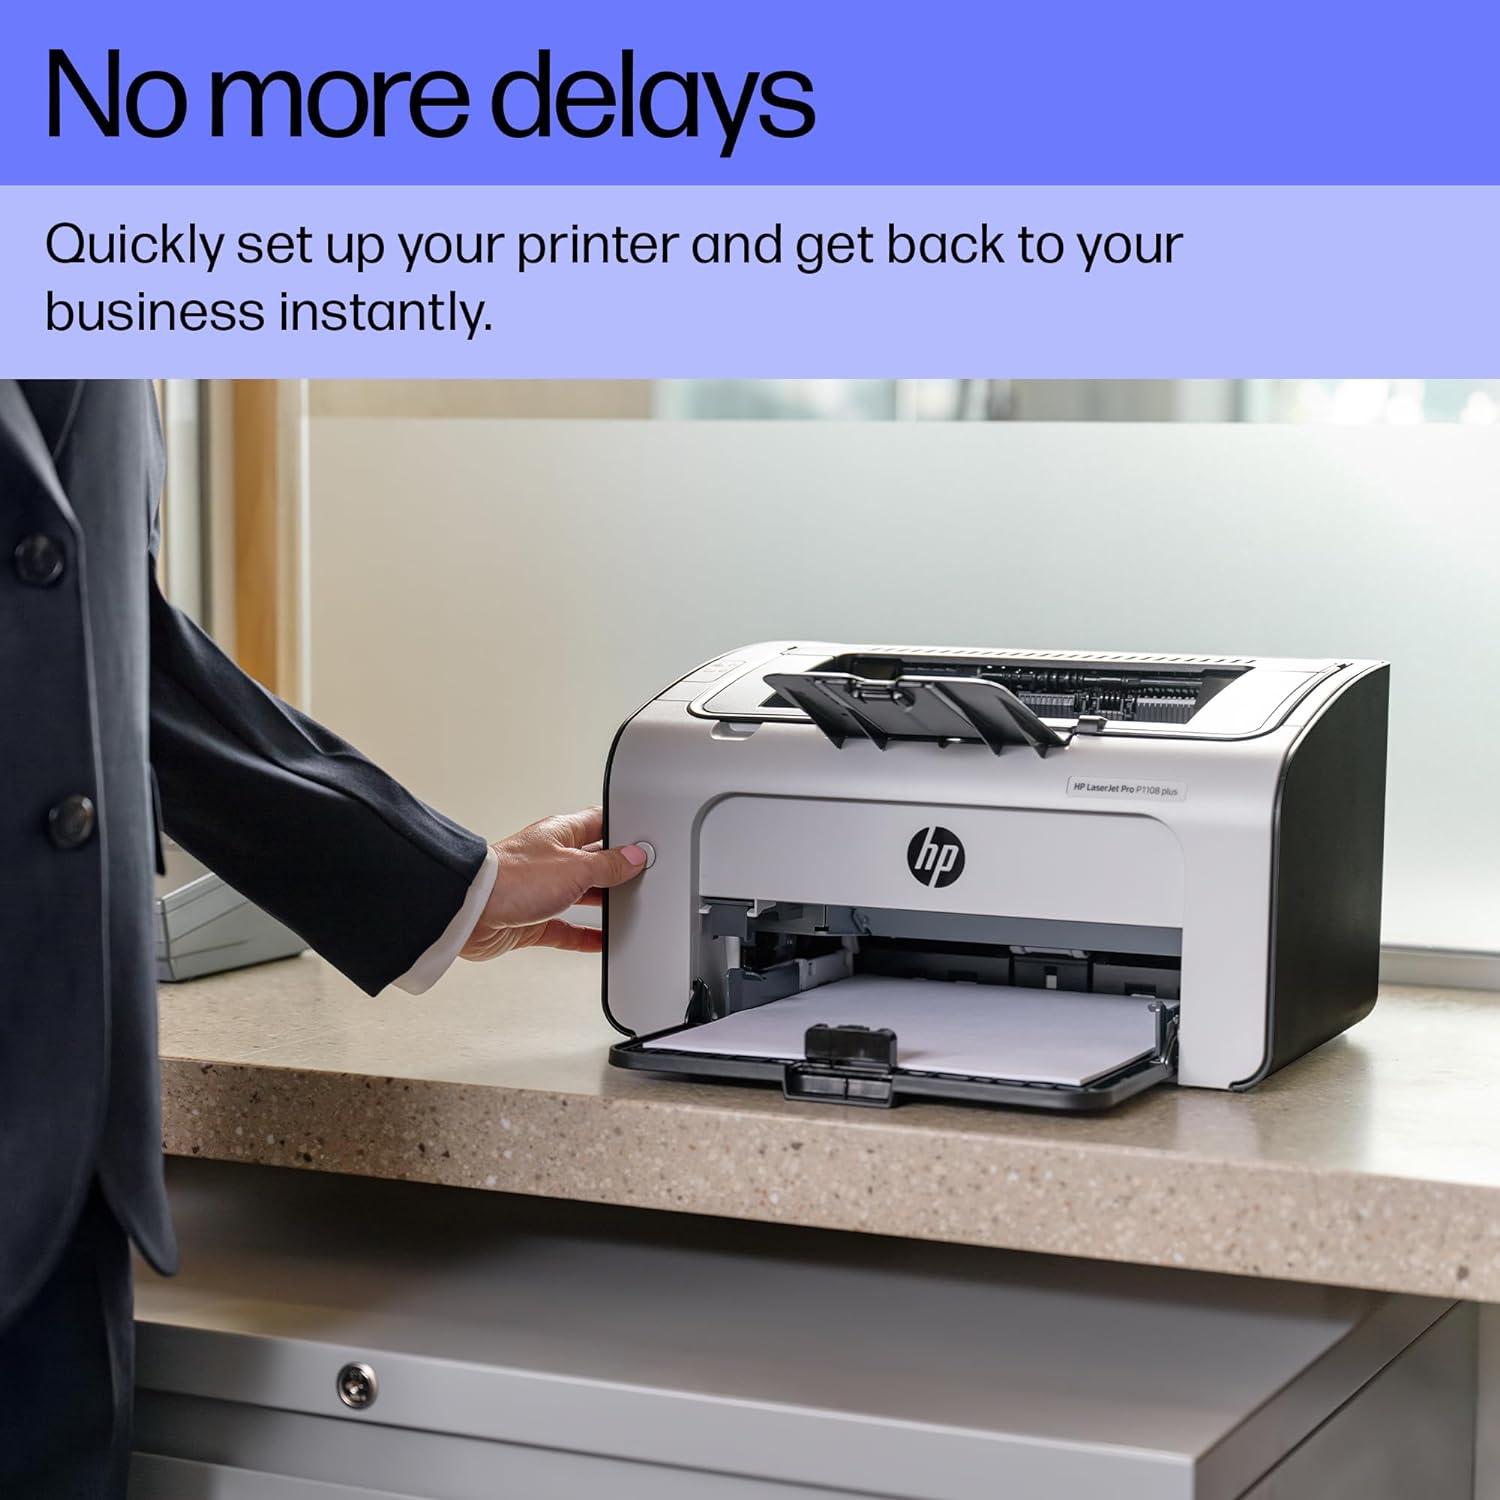 No more delays
Quickly set up your printer and get back to your
business instantly.
HP LaserJet Pro P1108 plus
hp